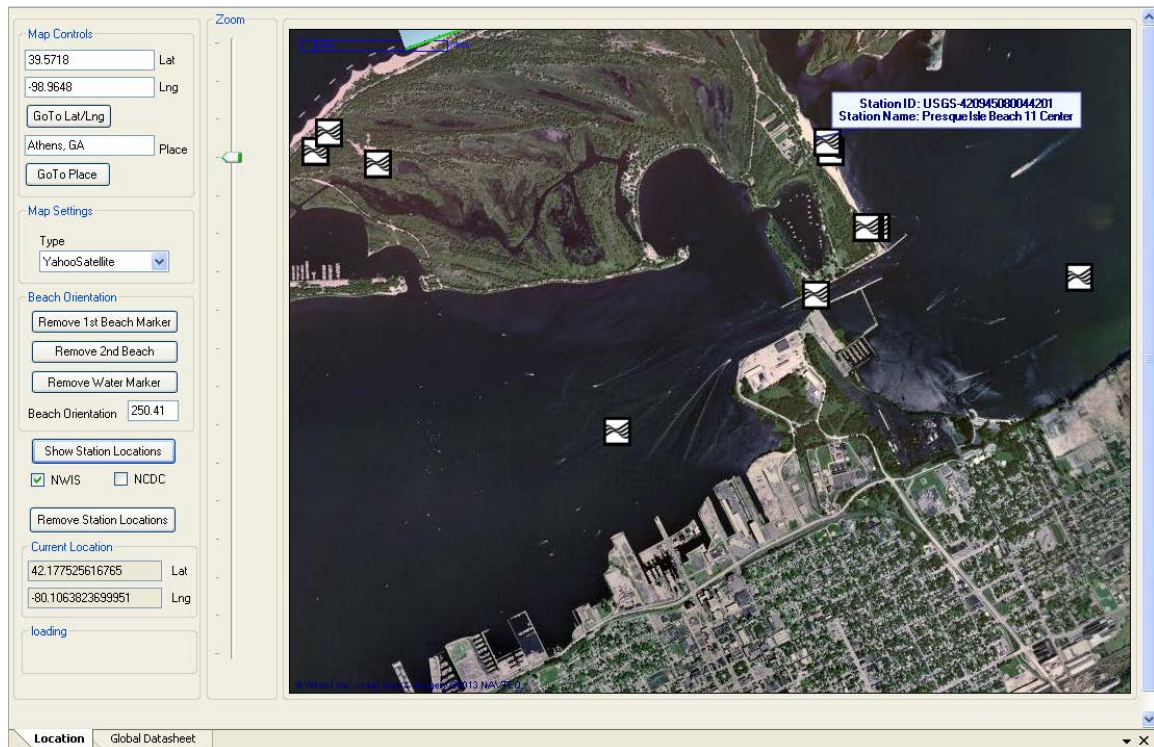 Zoom
Map Controls
39.5718 Lat
-98.9648 Lng
GoTo Lat/Lng
Athens, GA Place
GoTo Place
Map Settings
Type
YahooSatellite
Beach Orientation
Remove 1st Beach Marker
Remove 2nd Beach
Remove Water Marker
Beach Orientation 250.41
Show Station Locations
NWIS NCDC
Remove Station Locations
Current Location
42.177525616765 Lat
-80.1063823699951 Lng
loading
Station ID: USGS-420945080044201
Station Name: Presque Isle Beach 11 Center
Location Global Datasheet